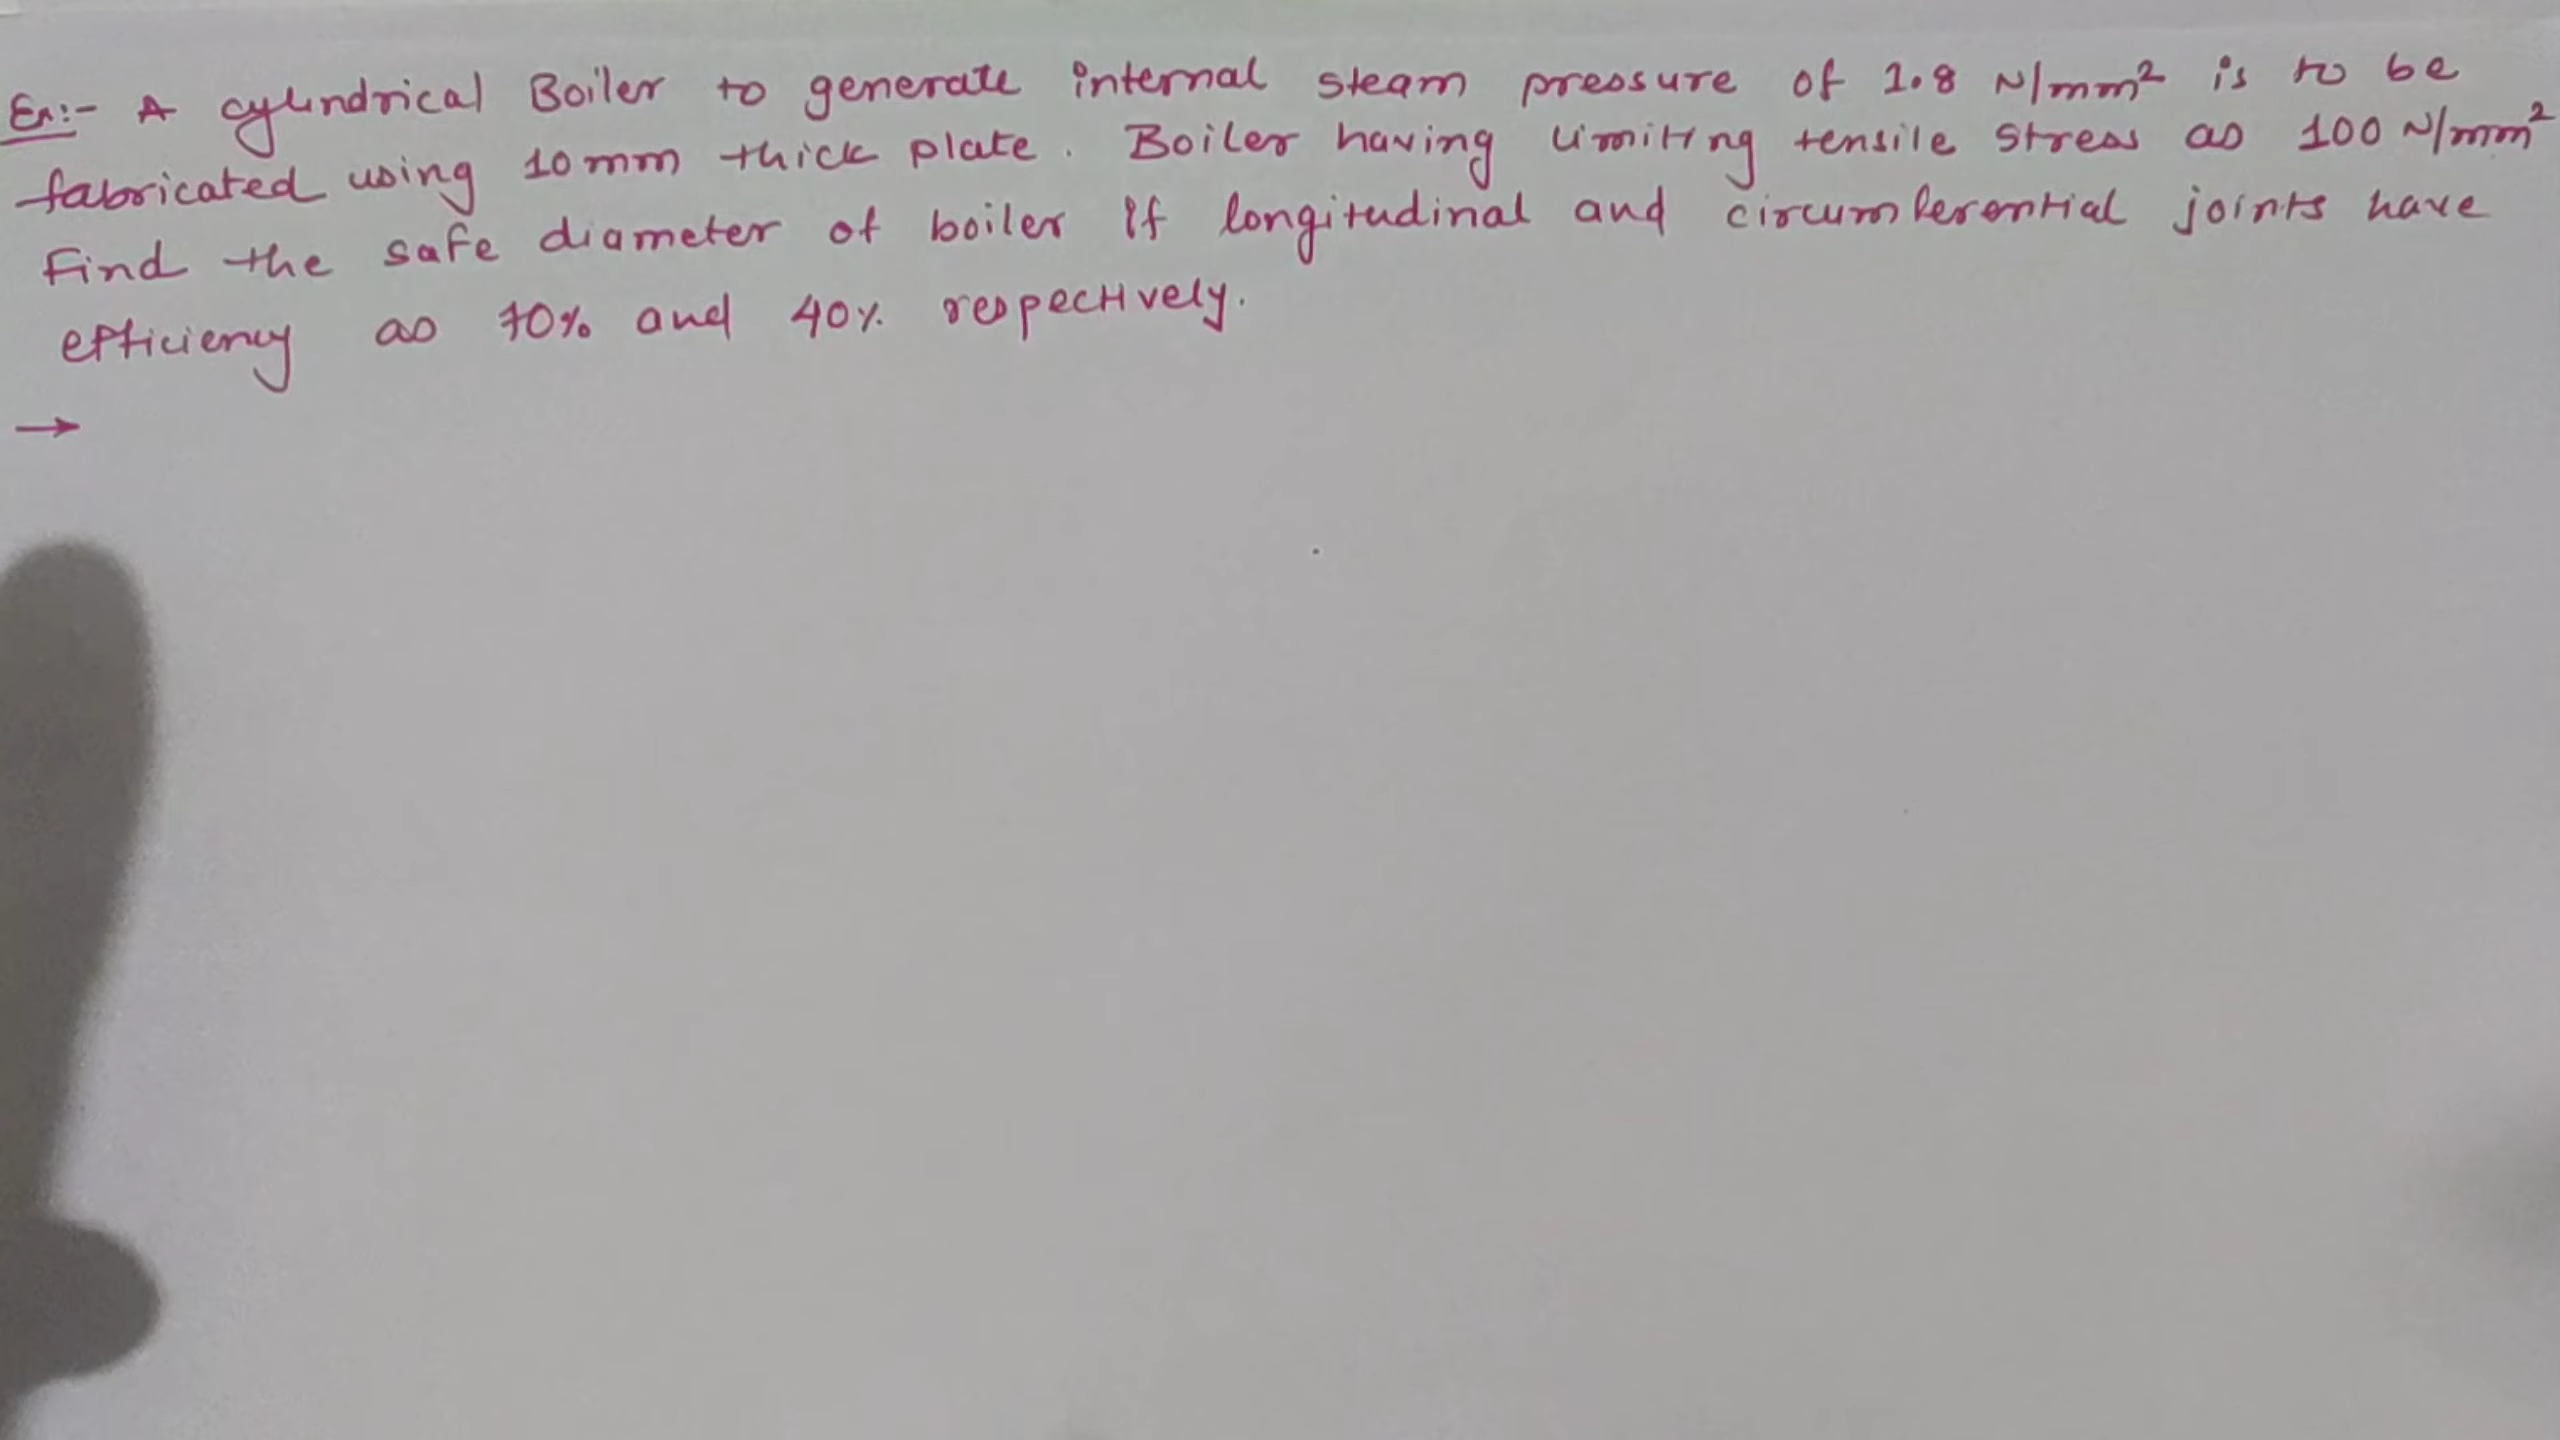 Ex:- A cylindrical Boiler to generate internal steam pressure of 1.8 N/mm² is to be
fabricated using 10mm thick plate. Boiler having limiting tensile stress as 100 N/mm²
Find the safe diameter of boiler if longitudinal and circumferential joints have
efficiency as 70% and 40% respectively.
→